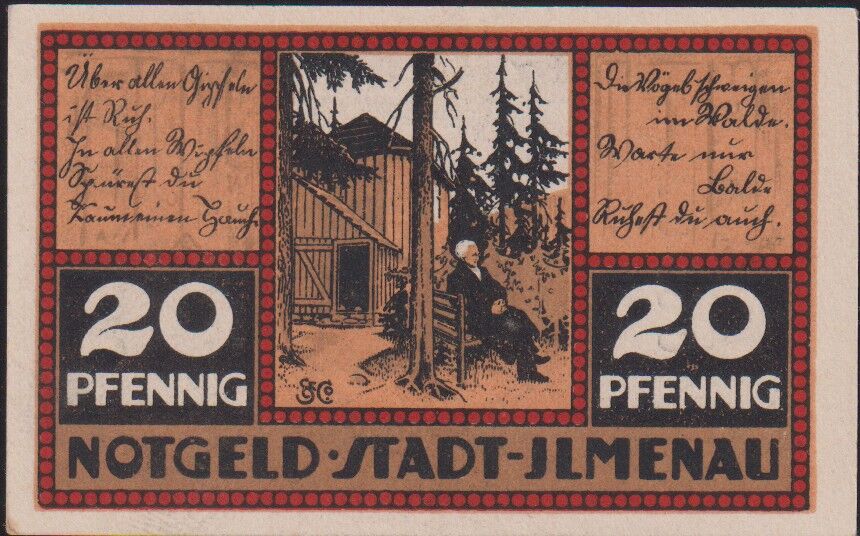 Über allen Gipfeln
ist Ruh.
In allen Wipfeln
Spürest du
Kaum einen Hauch.
Die Vögel schweigen
im Walde.
Warte nur
Balde
Ruhest du auch.
20
PFENNIG
20
PFENNIG
NOTGELD·STADT-JLMENAU